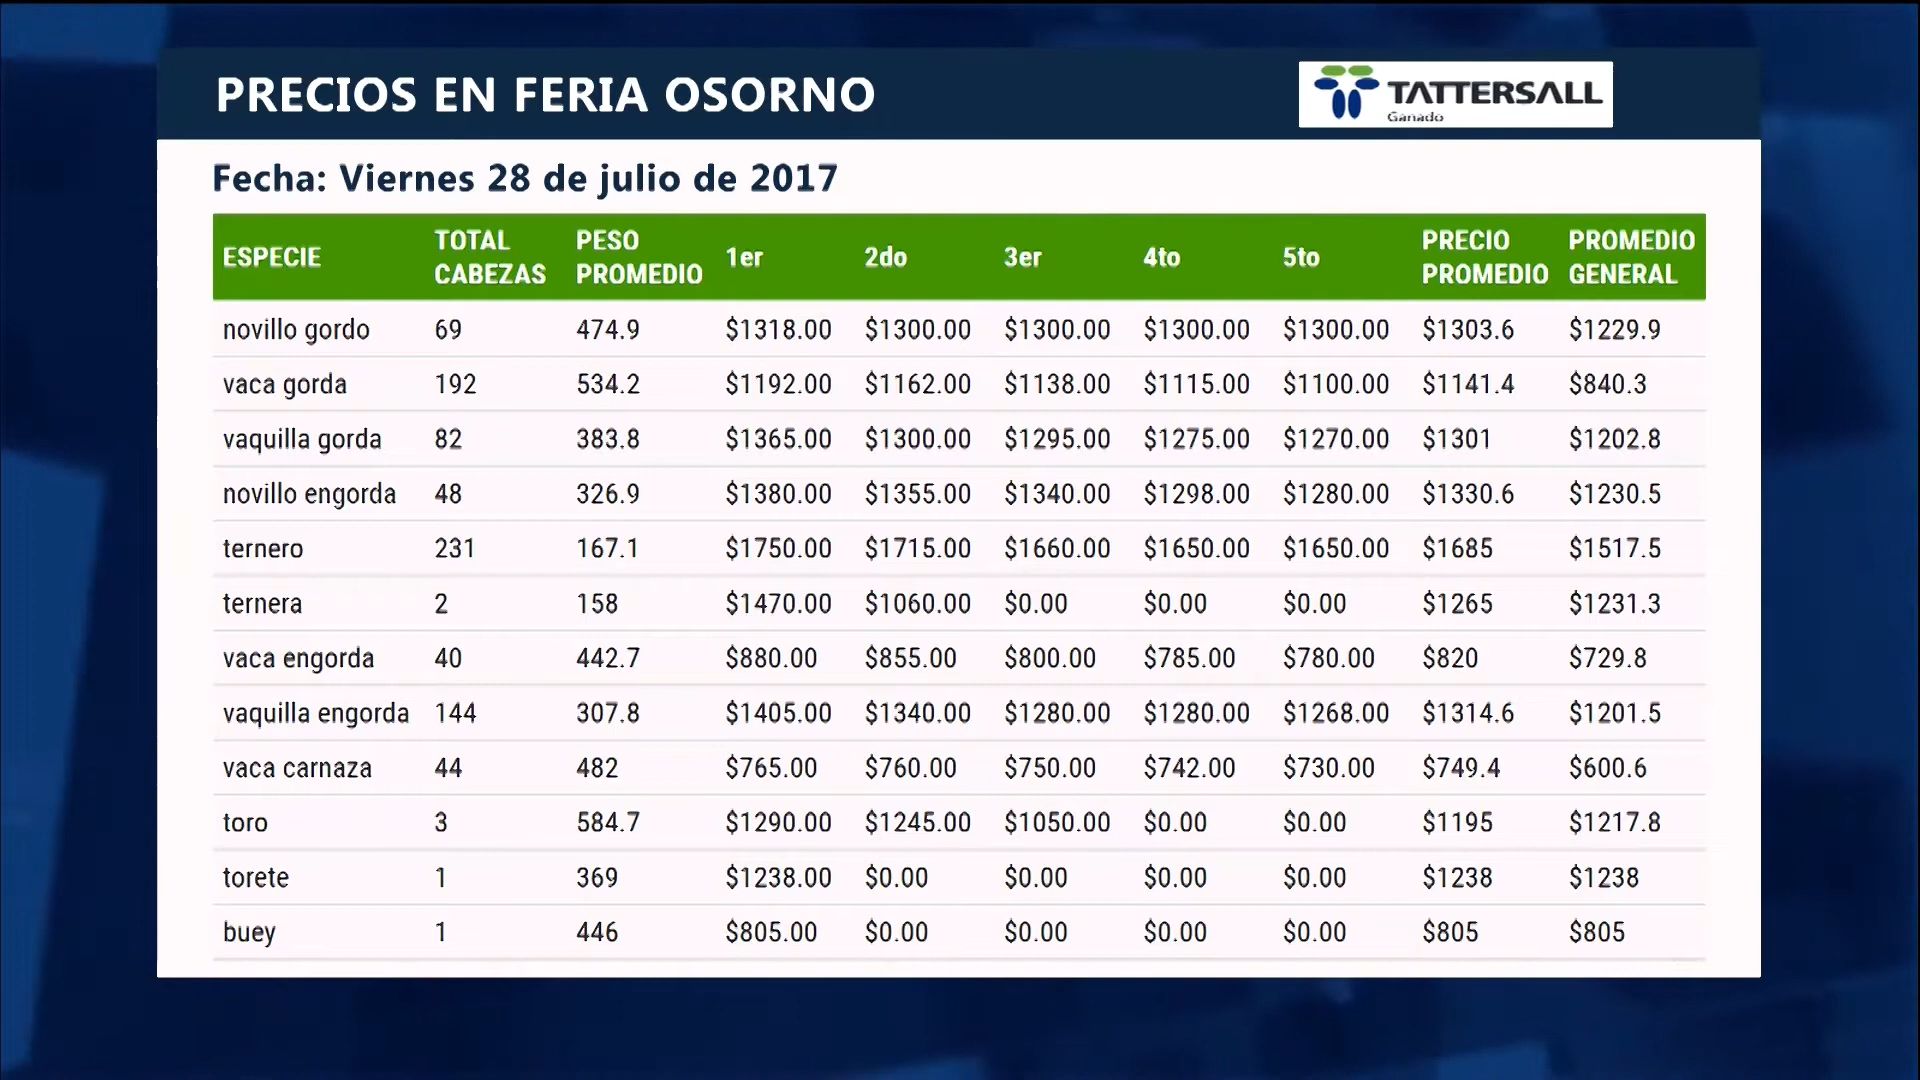 PRECIOS EN FERIA OSORNO
TATTERSALL
Ganado
Fecha: Viernes 28 de julio de 2017
ESPECIE TOTAL CABEZAS PESO PROMEDIO 1er 2do 3er 4to 5to PRECIO PROMEDIO PROMEDIO GENERAL
novillo gordo 69 474.9 $1318.00 $1300.00 $1300.00 $1300.00 $1300.00 $1303.6 $1229.9
vaca gorda 192 534.2 $1192.00 $1162.00 $1138.00 $1115.00 $1100.00 $1141.4 $840.3
vaquilla gorda 82 383.8 $1365.00 $1300.00 $1295.00 $1275.00 $1270.00 $1301 $1202.8
novillo engorda 48 326.9 $1380.00 $1355.00 $1340.00 $1298.00 $1280.00 $1330.6 $1230.5
ternero 231 167.1 $1750.00 $1715.00 $1660.00 $1650.00 $1650.00 $1685 $1517.5
ternera 2 158 $1470.00 $1060.00 $0.00 $0.00 $0.00 $1265 $1231.3
vaca engorda 40 442.7 $880.00 $855.00 $800.00 $785.00 $780.00 $820 $729.8
vaquilla engorda 144 307.8 $1405.00 $1340.00 $1280.00 $1280.00 $1268.00 $1314.6 $1201.5
vaca carnaza 44 482 $765.00 $760.00 $750.00 $742.00 $730.00 $749.4 $600.6
toro 3 584.7 $1290.00 $1245.00 $1050.00 $0.00 $0.00 $1195 $1217.8
torete 1 369 $1238.00 $0.00 $0.00 $0.00 $0.00 $1238 $1238
buey 1 446 $805.00 $0.00 $0.00 $0.00 $0.00 $805 $805